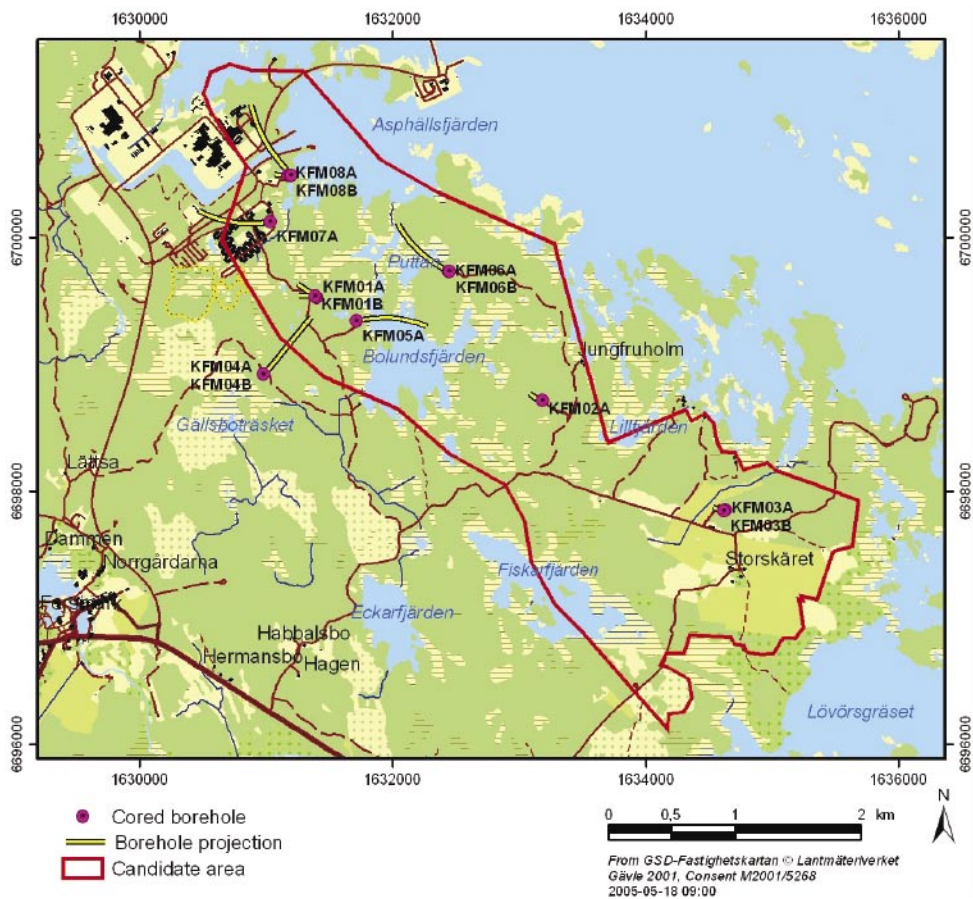 1630000 1632000 1634000 1636000
Asphällsfjärden
KFM08A
KFM08B
6700000
6700000
KFM07A
Puttan
KFM06A
KFM06B
KFM01A
KFM01B
KFM05A
Bolundsfjärden
Jungfruholm
KFM04A
KFM04B
KFM02A
Gällsboträsket
Lillfjärden
Lättsa
6698000
6698000
KFM03A
KFM03B
Dammen
Norrgårdarna
Storskäret
Fiskarfjärden
Eckarfjärden
Habbalsbo
Hermansbo
Hagen
Lövörsgräset
6696000
6696000
1630000 1632000 1634000 1636000
Cored borehole
Borehole projection
Candidate area
0 0,5 1 2 km
N
From GSD-Fastighetskartan © Lantmäteriverket
Gävle 2001, Consent M2001/5268
2005-05-18 09:00